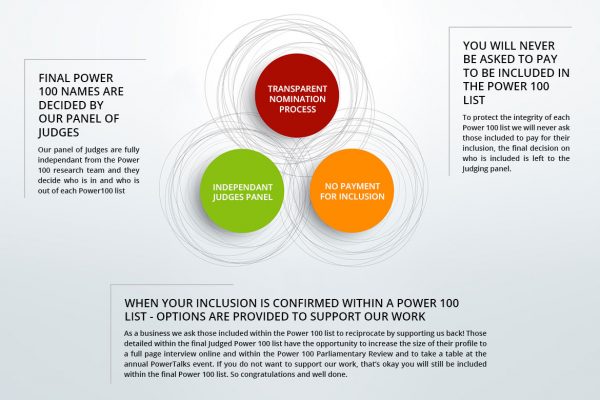 FINAL POWER
100 NAMES ARE
DECIDED BY
OUR PANEL OF
JUDGES
Our panel of Judges are fully
independant from the Power
100 research team and they
decide who is in and who is
out of each Power100 list
TRANSPARENT
NOMINATION
PROCESS
INDEPENDANT
JUDGES PANEL
NO PAYMENT
FOR INCLUSION
YOU WILL NEVER
BE ASKED TO PAY
TO BE INCLUDED IN
THE POWER 100
LIST
To protect the integrity of each
Power 100 list we will never ask
those included to pay for their
inclusion, the final decision on
who is included is left to the
judging panel.
WHEN YOUR INCLUSION IS CONFIRMED WITHIN A POWER 100
LIST - OPTIONS ARE PROVIDED TO SUPPORT OUR WORK
As a business we ask those included within the Power 100 list to reciprocate by supporting us back! Those
detailed within the final Judged Power 100 list have the opportunity to increase the size of their profile to
a full page interview online and within the Power 100 Parliamentary Review and to take a table at the
annual PowerTalks event. If you do not want to support our work, that's okay you will still be included
within the final Power 100 list. So congratulations and well done.